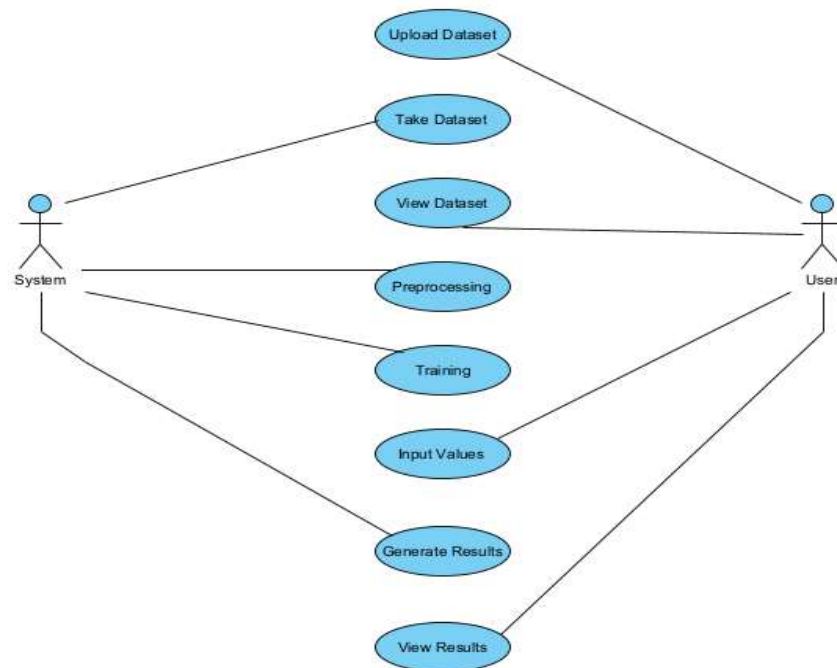 Upload Dataset
Take Dataset
View Dataset
System
User
Preprocessing
Training
Input Values
Generate Results
View Results